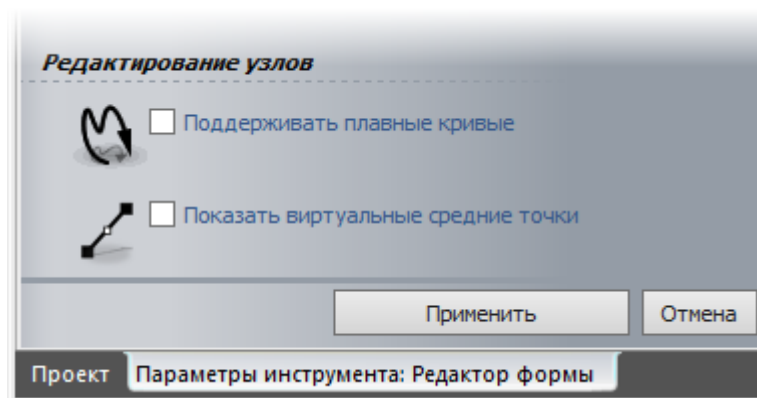 Редактирование узлов
Поддерживать плавные кривые
Показать виртуальные средние точки
Применить Отмена
Проект Параметры инструмента: Редактор формы